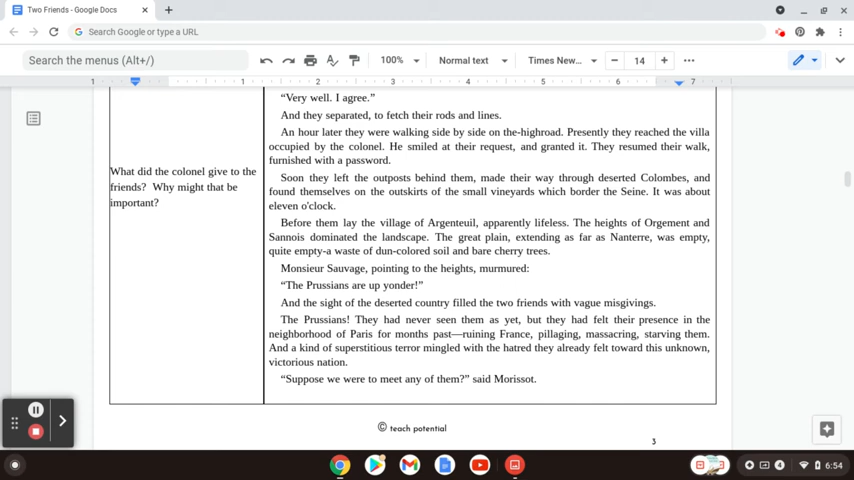 Two Friends - Google Docs
Search Google or type a URL
Search the menus (Alt+/)
100%
Normal text
Times New...
14
1 1 2 3 4 5 6 7
“Very well. I agree.”
And they separated, to fetch their rods and lines.
An hour later they were walking side by side on the-highroad. Presently they reached the villa
occupied by the colonel. He smiled at their request, and granted it. They resumed their walk,
furnished with a password.
What did the colonel give to the
friends? Why might that be
important?
Soon they left the outposts behind them, made their way through deserted Colombes, and
found themselves on the outskirts of the small vineyards which border the Seine. It was about
eleven o'clock.
Before them lay the village of Argenteuil, apparently lifeless. The heights of Orgement and
Sannois dominated the landscape. The great plain, extending as far as Nanterre, was empty,
quite empty-a waste of dun-colored soil and bare cherry trees.
Monsieur Sauvage, pointing to the heights, murmured:
“The Prussians are up yonder!”
And the sight of the deserted country filled the two friends with vague misgivings.
The Prussians! They had never seen them as yet, but they had felt their presence in the
neighborhood of Paris for months past—ruining France, pillaging, massacring, starving them.
And a kind of superstitious terror mingled with the hatred they already felt toward this unknown,
victorious nation.
“Suppose we were to meet any of them?” said Morissot.
© teach potential
3
4
6:54